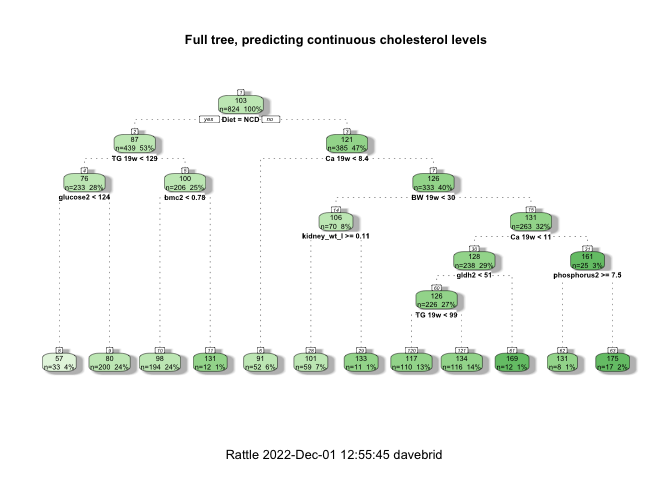 Full tree, predicting continuous cholesterol levels
1
103
n=824 100%
yes Diet = NCD no
2
87
n=439 53%
TG 19w < 129
3
121
n=385 47%
Ca 19w < 8.4
4
76
n=233 28%
glucose2 < 124
5
100
n=206 25%
bmc2 < 0.78
7
126
n=333 40%
BW 19w < 30
14
106
n=70 8%
kidney_wt_l >= 0.11
15
131
n=263 32%
Ca 19w < 11
30
128
n=238 29%
gldh2 < 51
31
161
n=25 3%
phosphorus2 >= 7.5
60
126
n=226 27%
TG 19w < 99
8
57
n=33 4%
9
80
n=200 24%
10
98
n=194 24%
11
131
n=12 1%
6
91
n=52 6%
28
101
n=59 7%
29
133
n=11 1%
120
117
n=110 13%
121
134
n=116 14%
61
169
n=12 1%
62
131
n=8 1%
63
175
n=17 2%
Rattle 2022-Dec-01 12:55:45 davebrid